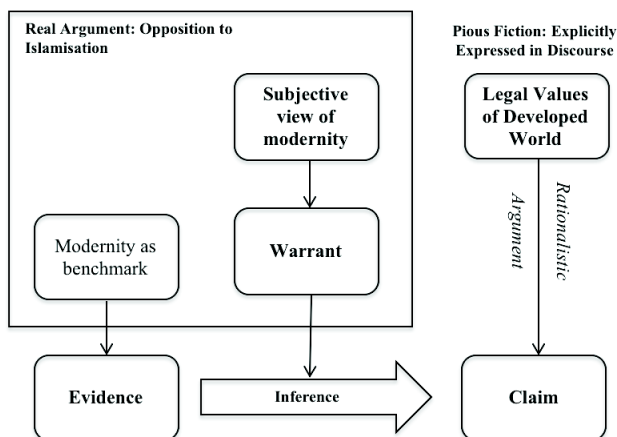 Real Argument: Opposition to
Islamisation
Pious Fiction: Explicitly
Expressed in Discourse
Subjective
view of
modernity
Legal Values
of Developed
World
Modernity as
benchmark
Warrant
Rationalistic
Argument
Evidence
Inference
Claim